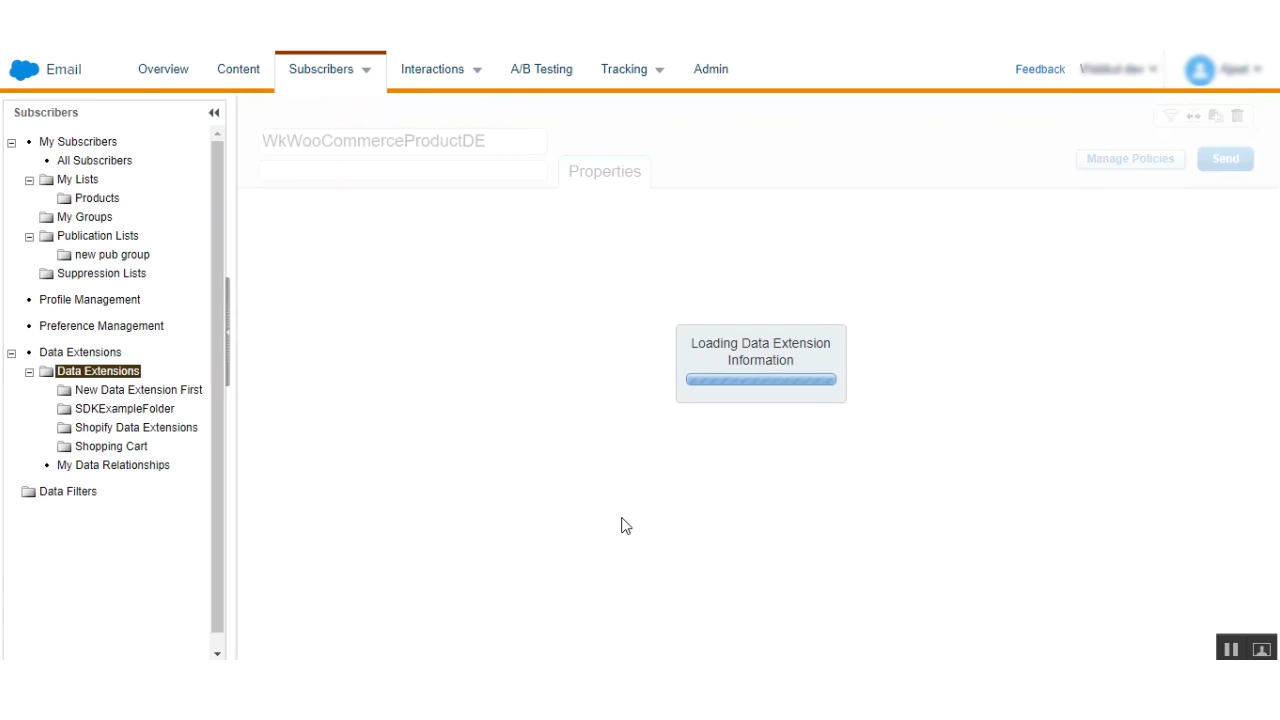 Email
Overview
Content
Subscribers
Interactions
A/B Testing
Tracking
Admin
Feedback
Subscribers
My Subscribers
All Subscribers
My Lists
Products
My Groups
Publication Lists
new pub group
Suppression Lists
Profile Management
Preference Management
Data Extensions
Data Extensions
New Data Extension First
SDKExampleFolder
Shopify Data Extensions
Shopping Cart
My Data Relationships
Data Filters
WkWooCommerceProductDE
Properties
Manage Policies
Send
Loading Data Extension
Information